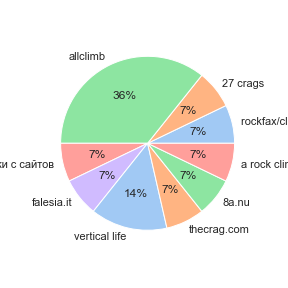 allclimb
27 crags
36%
7%
rockfax/cl
7%
ки с сайтов
7%
7%
a rock clim
7%
7%
falesia.it
14%
7%
8a.nu
thecrag.com
vertical life